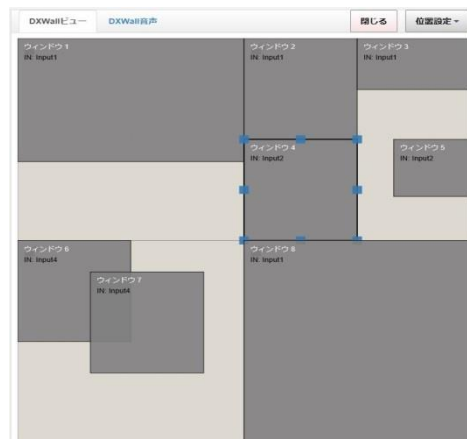 DXWallビュー
DXWall音声
閉じる
位置設定
ウィンドウ 1
IN: Input1
ウィンドウ 2
IN: Input1
ウィンドウ 3
IN: Input1
ウィンドウ 4
IN: Input2
ウィンドウ 5
IN: Input2
ウィンドウ 6
IN: Input4
ウィンドウ 7
IN: Input4
ウィンドウ 8
IN: Input1